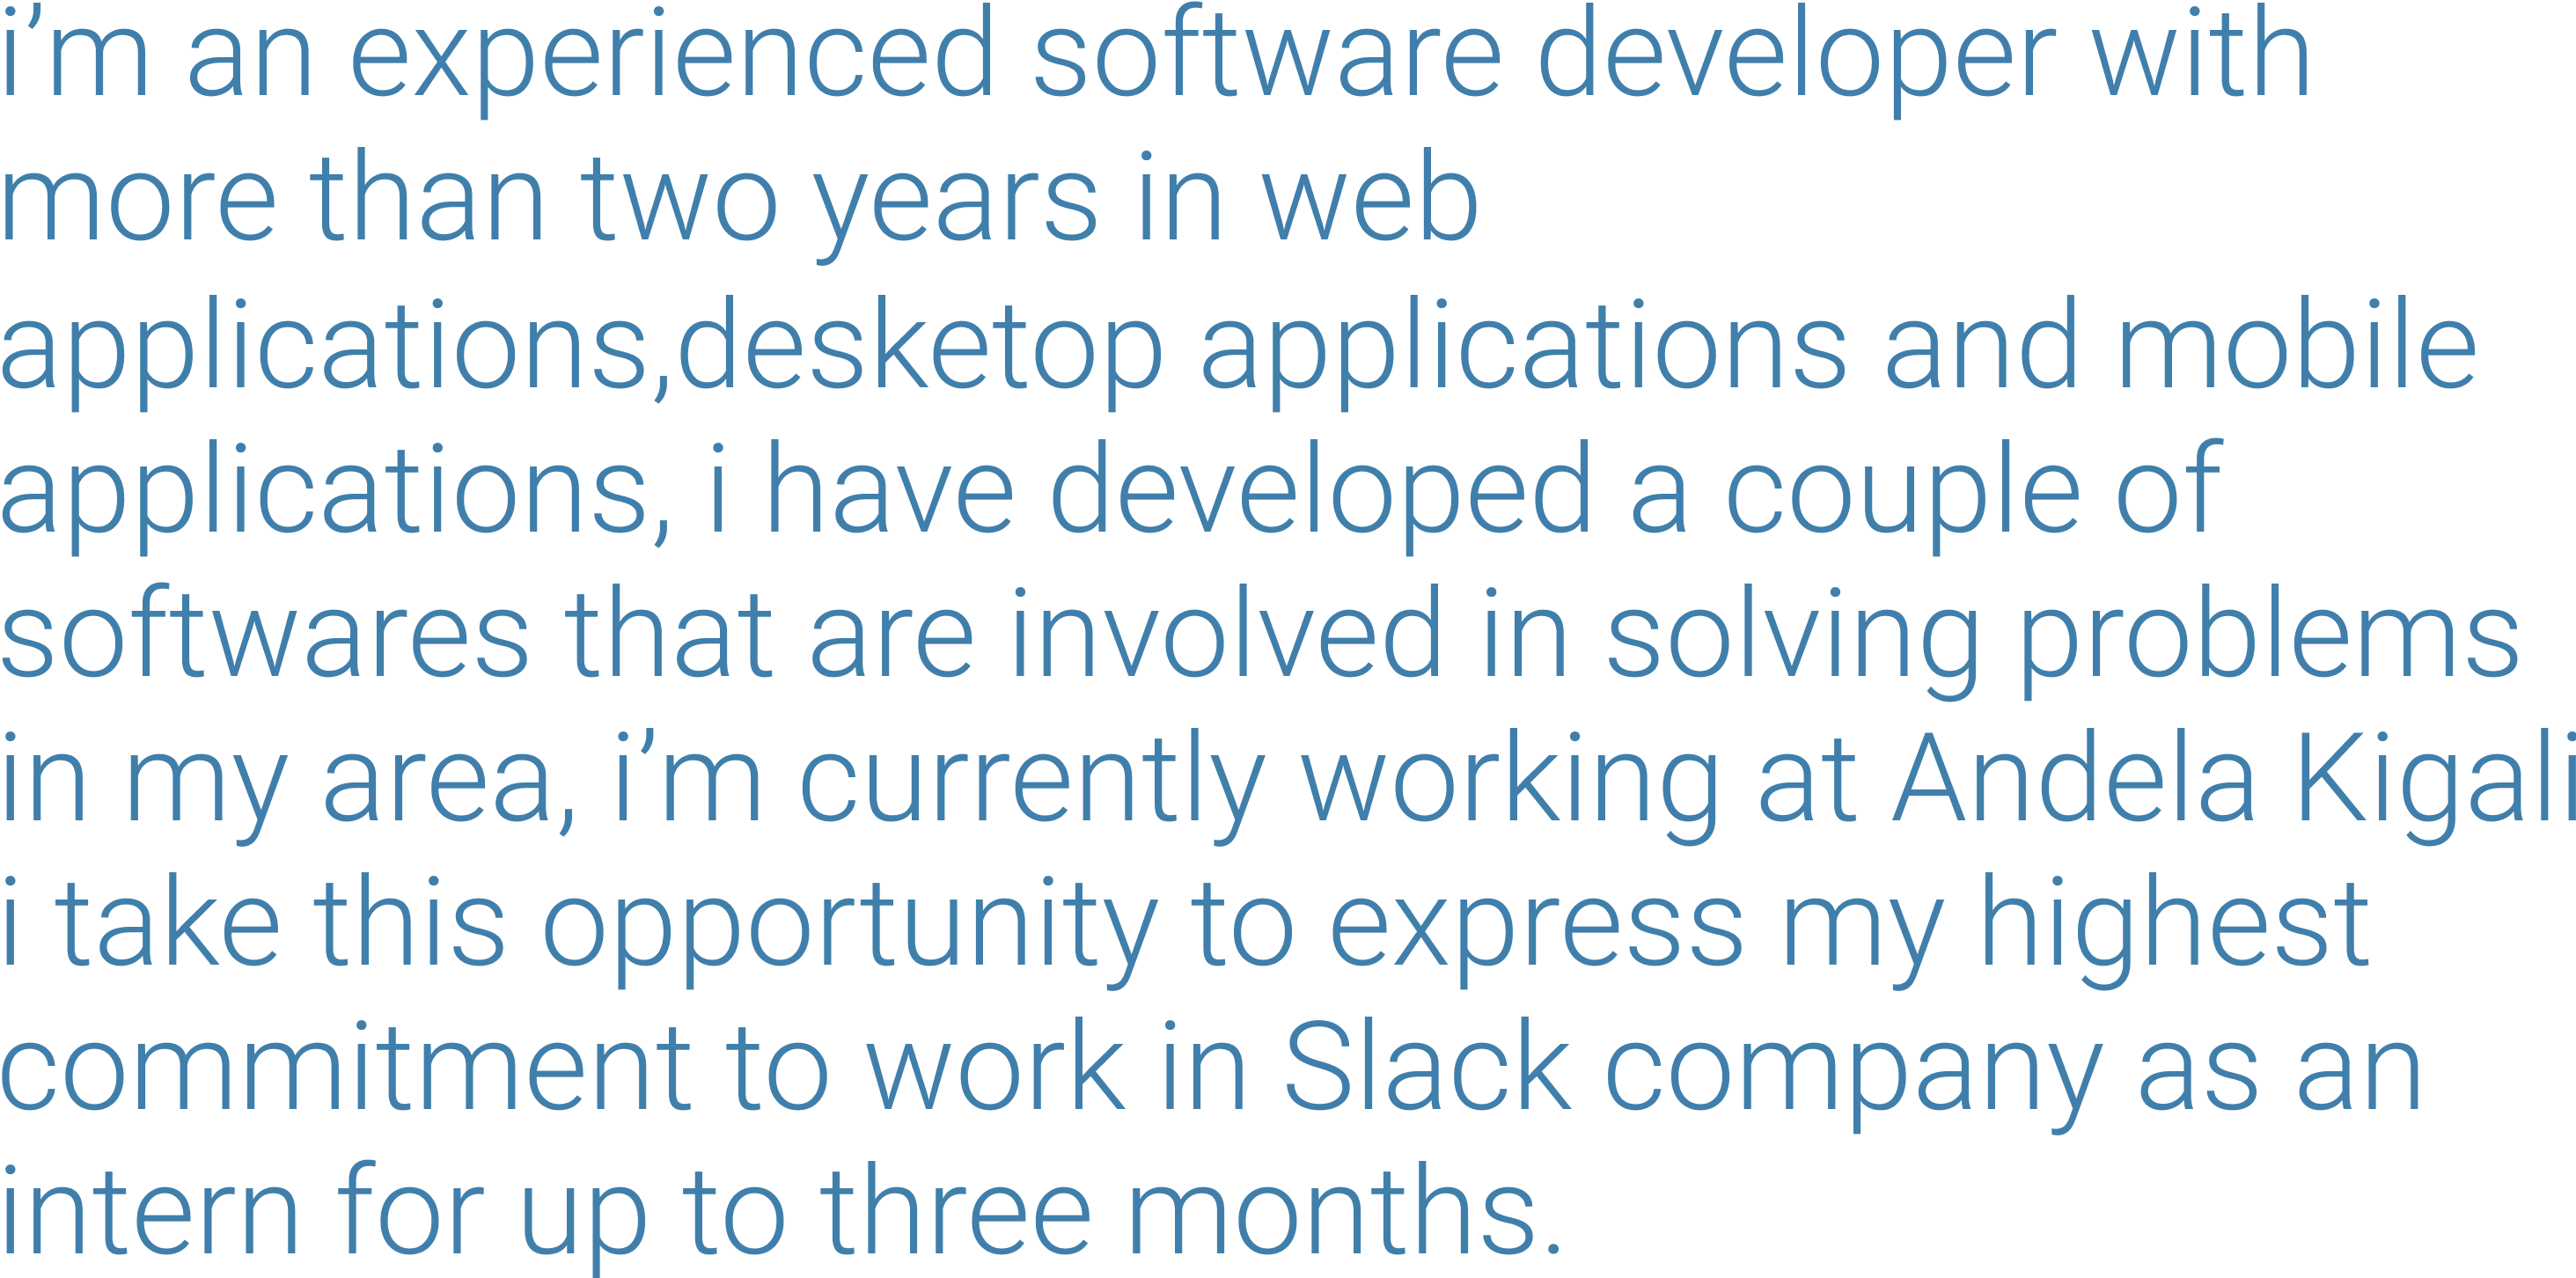 i’m an experienced software developer with
more than two years in web
applications,desketop applications and mobile
applications, i have developed a couple of
softwares that are involved in solving problems
in my area, i’m currently working at Andela Kigali
i take this opportunity to express my highest
commitment to work in Slack company as an
intern for up to three months.